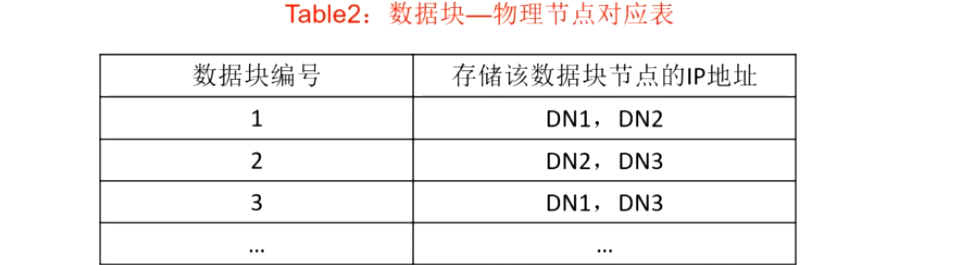 Table2：数据块—物理节点对应表
数据块编号 存储该数据块节点的IP地址
1 DN1，DN2
2 DN2，DN3
3 DN1，DN3
... ...